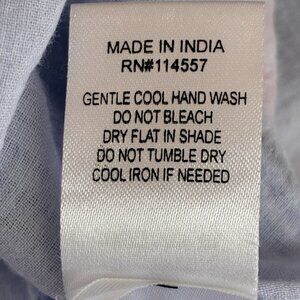 MADE IN INDIA
RN#114557
GENTLE COOL HAND WASH
DO NOT BLEACH
DRY FLAT IN SHADE
DO NOT TUMBLE DRY
COOL IRON IF NEEDED